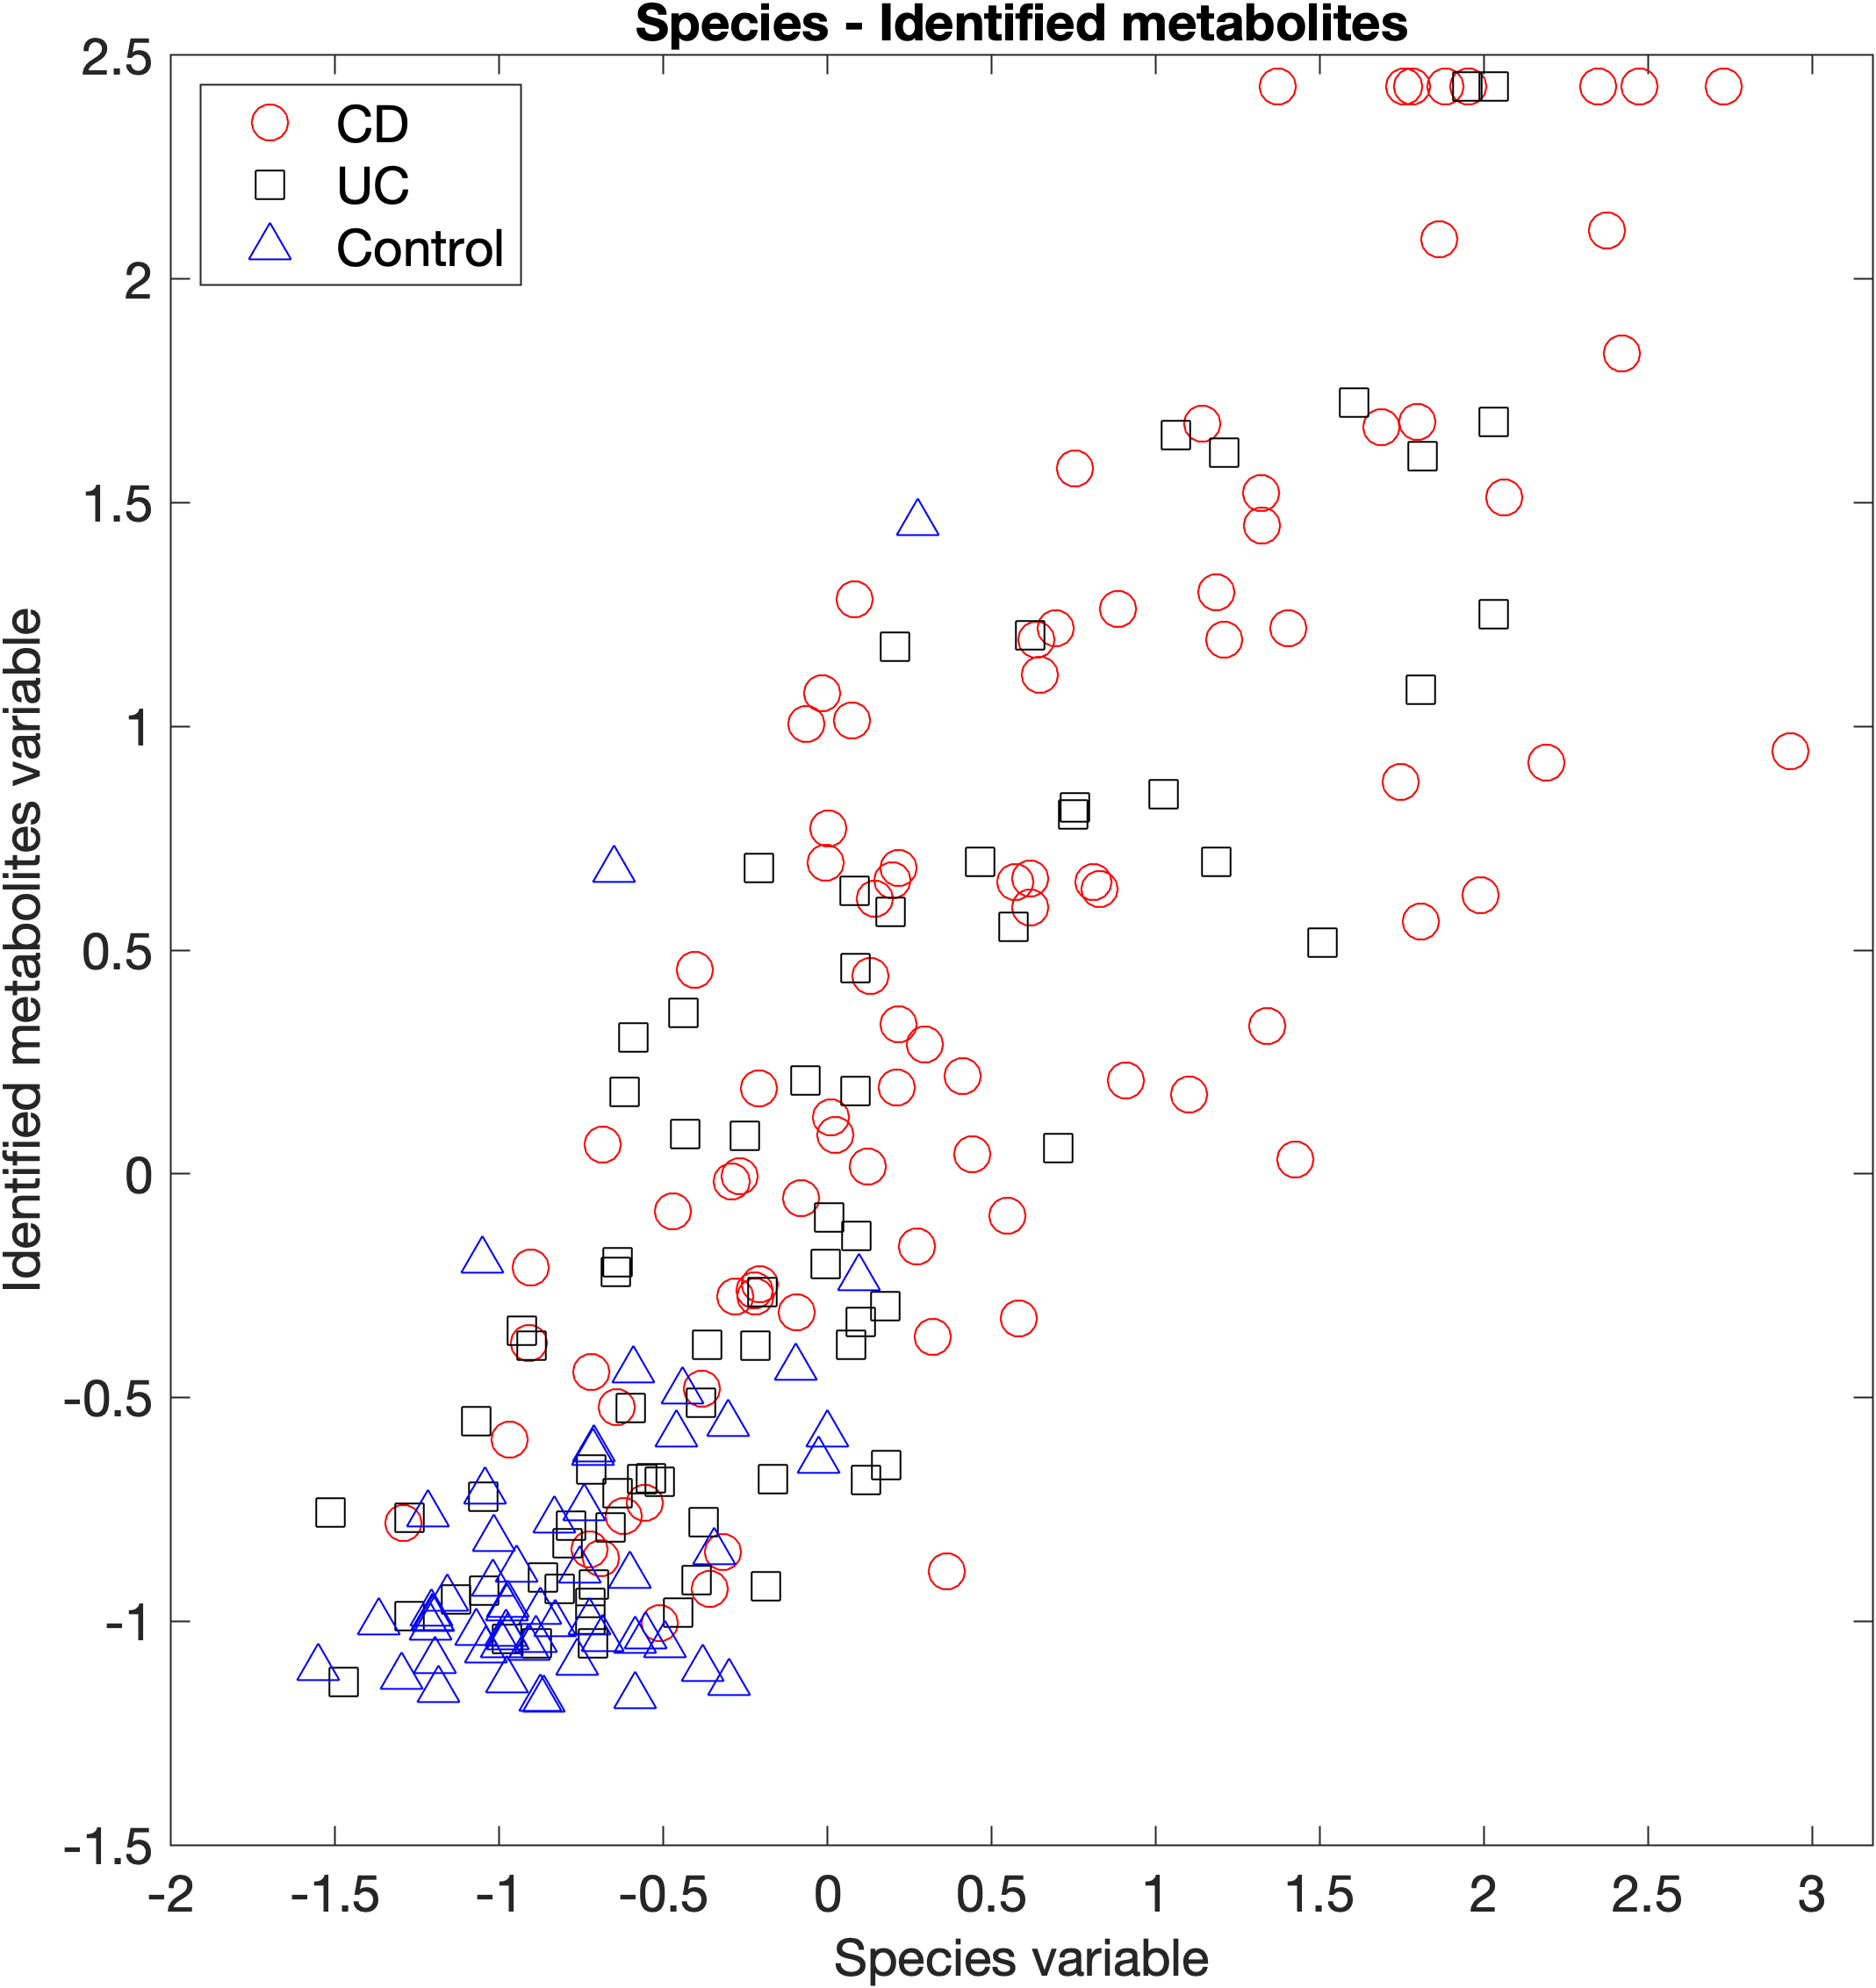 Species - Identified metabolites
CD
UC
Control
2.5
2
1.5
1
0.5
0
-0.5
-1
-1.5
Identified metabolites variable
-2 -1.5 -1 -0.5 0 0.5 1 1.5 2 2.5 3
Species variable